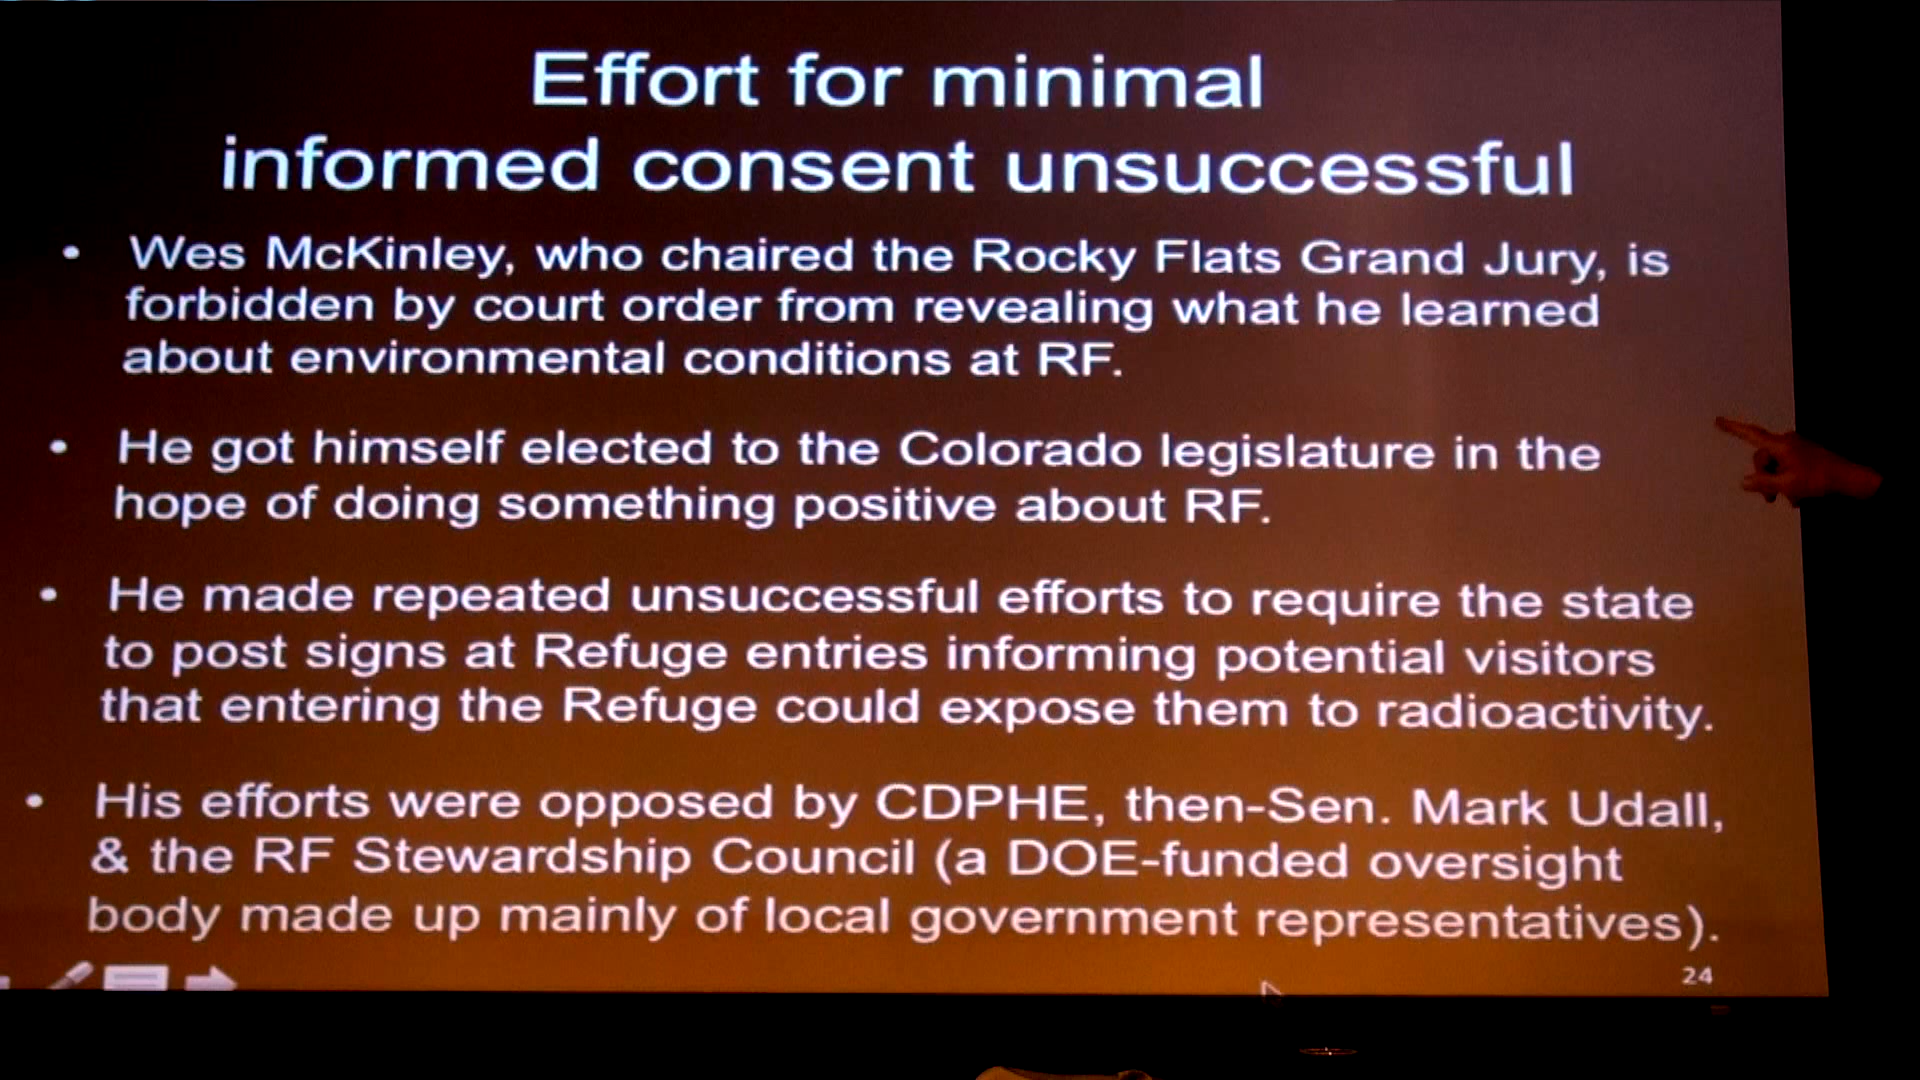 Effort for minimal
informed consent unsuccessful
• Wes McKinley, who chaired the Rocky Flats Grand Jury, is
forbidden by court order from revealing what he learned
about environmental conditions at RF.
• He got himself elected to the Colorado legislature in the
hope of doing something positive about RF.
• He made repeated unsuccessful efforts to require the state
to post signs at Refuge entries informing potential visitors
that entering the Refuge could expose them to radioactivity.
• His efforts were opposed by CDPHE, then-Sen. Mark Udall,
& the RF Stewardship Council (a DOE-funded oversight
body made up mainly of local government representatives).
24